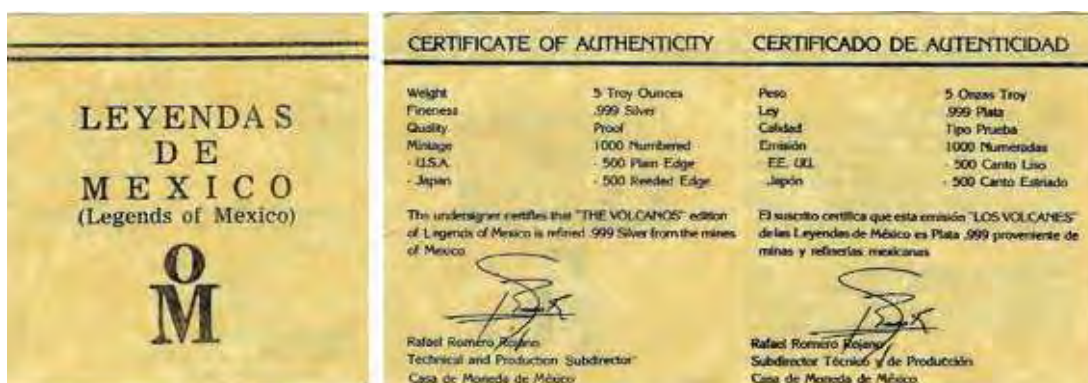 LEYENDAS
DE
MEXICO
(Legends of Mexico)
O
M
CERTIFICATE OF AUTHENTICITY
Weight 5 Troy Ounces
Fineness .999 Silver
Quality Proof
Mintage 1000 Numbered
- U.S.A. - 500 Plain Edge
- Japan - 500 Reeded Edge
The undersigner certifies that "THE VOLCANOS" edition
of Legends of Mexico is refined .999 Silver from the mines
of Mexico
Rafael Romero Rojano
Technical and Production Subdirector
Casa de Moneda de México
CERTIFICADO DE AUTENTICIDAD
Peso 5 Onzas Troy
Ley .999 Plata
Calidad Tipo Prueba
Emisión 1000 Numeradas
- EE. UU. - 500 Canto Liso
- Japón - 500 Canto Estriado
El suscrito certifica que esta emisión "LOS VOLCANES"
de las Leyendas de México es Plata .999 proveniente de
minas y refinerías mexicanas
Rafael Romero Rojano
Subdirector Técnico y de Producción
Casa de Moneda de México